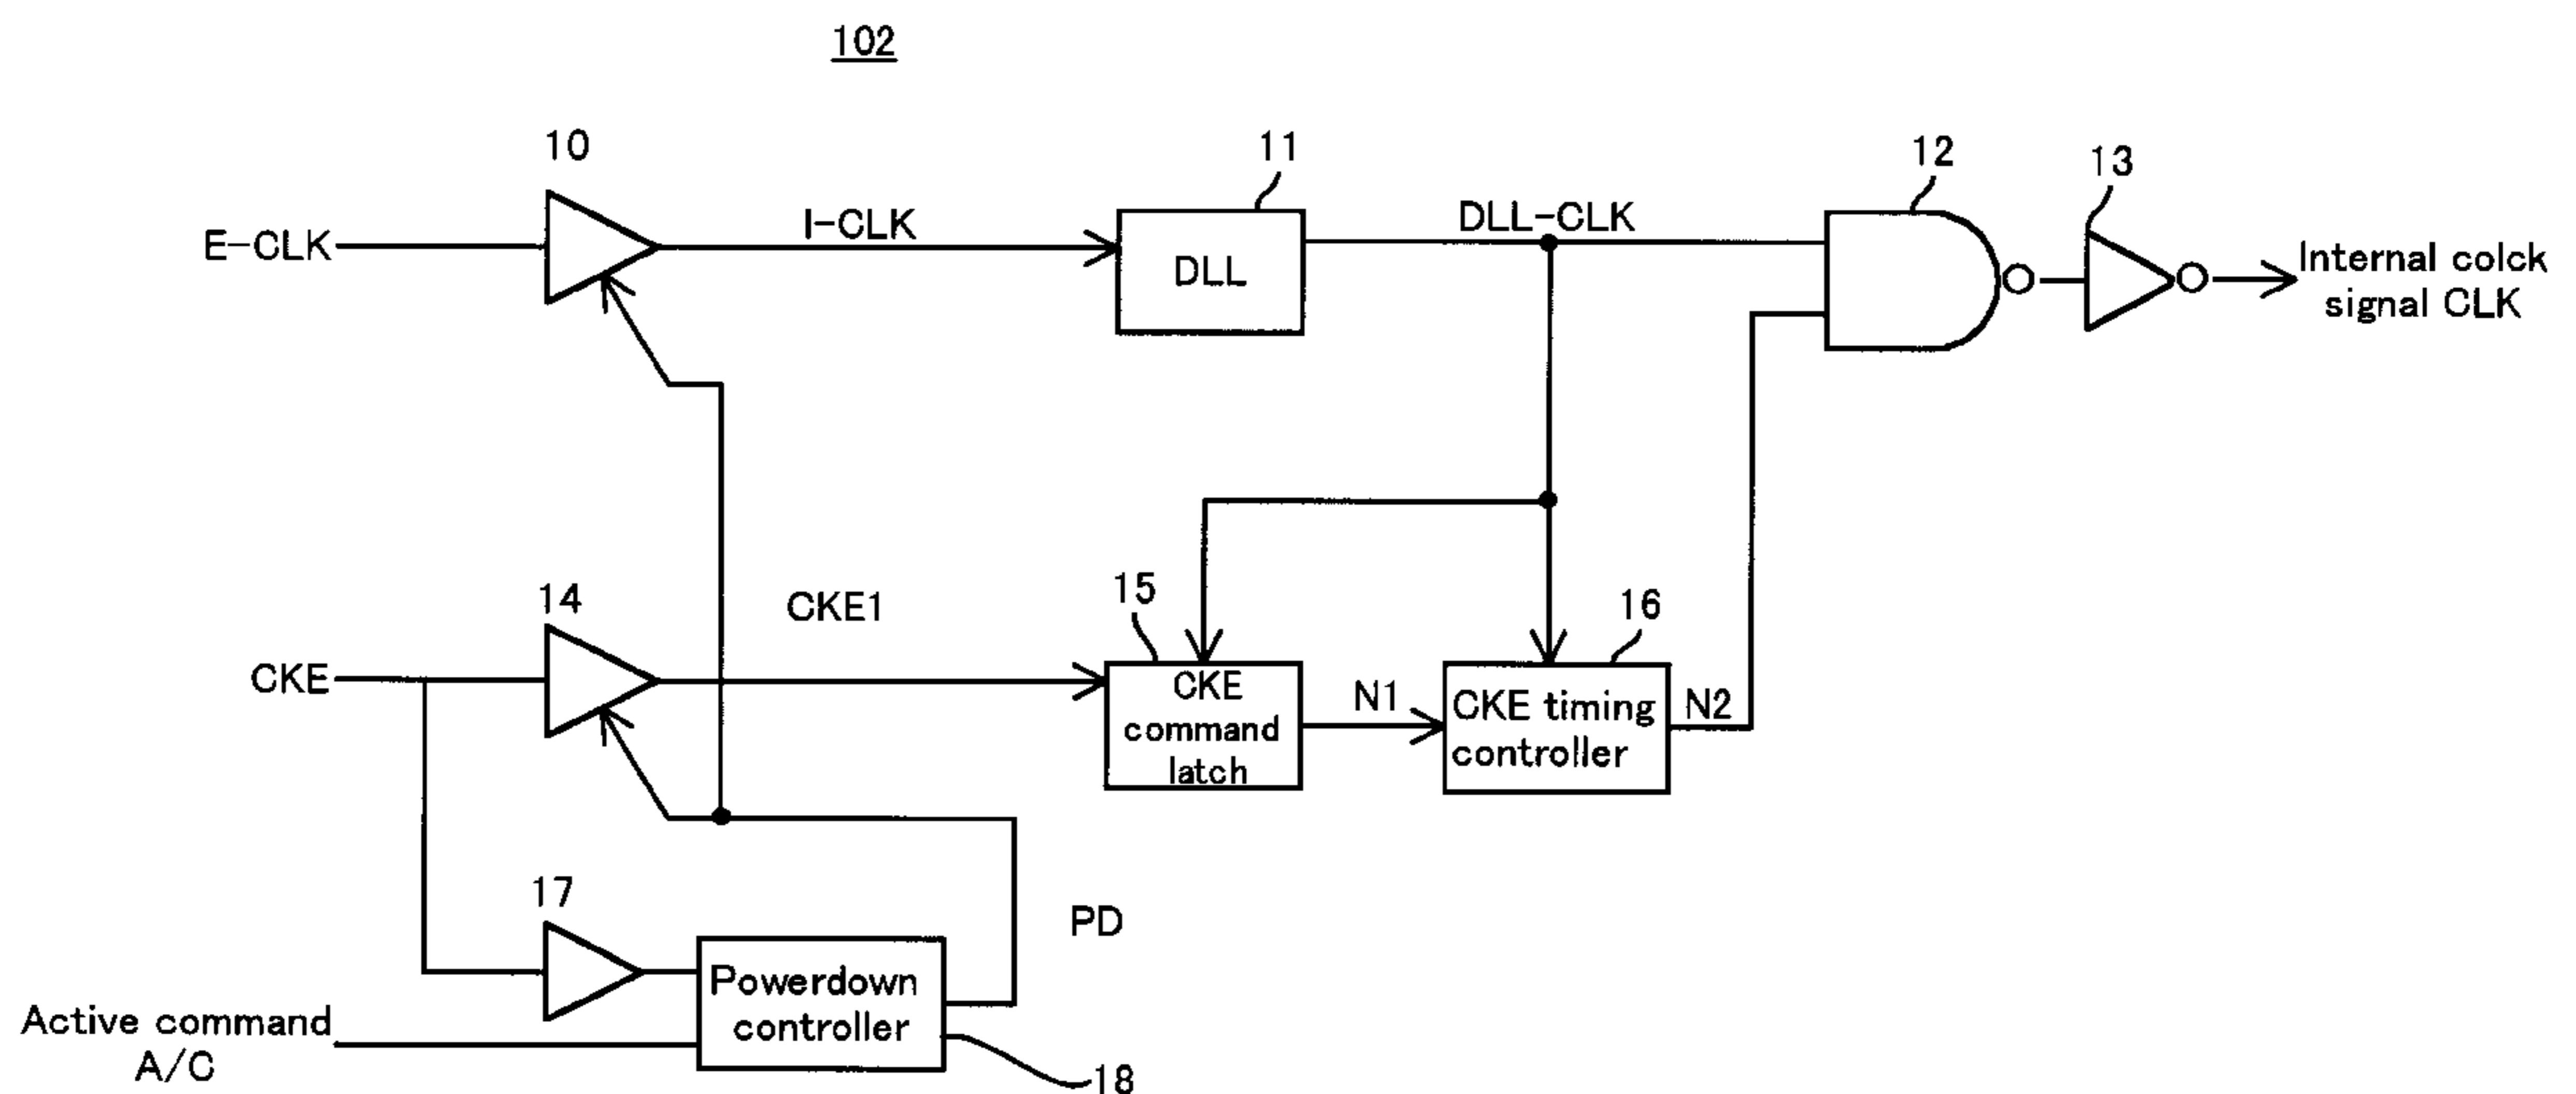 102
10
11
12
13
E-CLK
I-CLK
DLL
DLL-CLK
Internal colck
signal CLK
14
CKE1
15
16
CKE
CKE
command
latch
N1
CKE timing
controller
N2
17
PD
Powerdown
controller
Active command
A/C
18